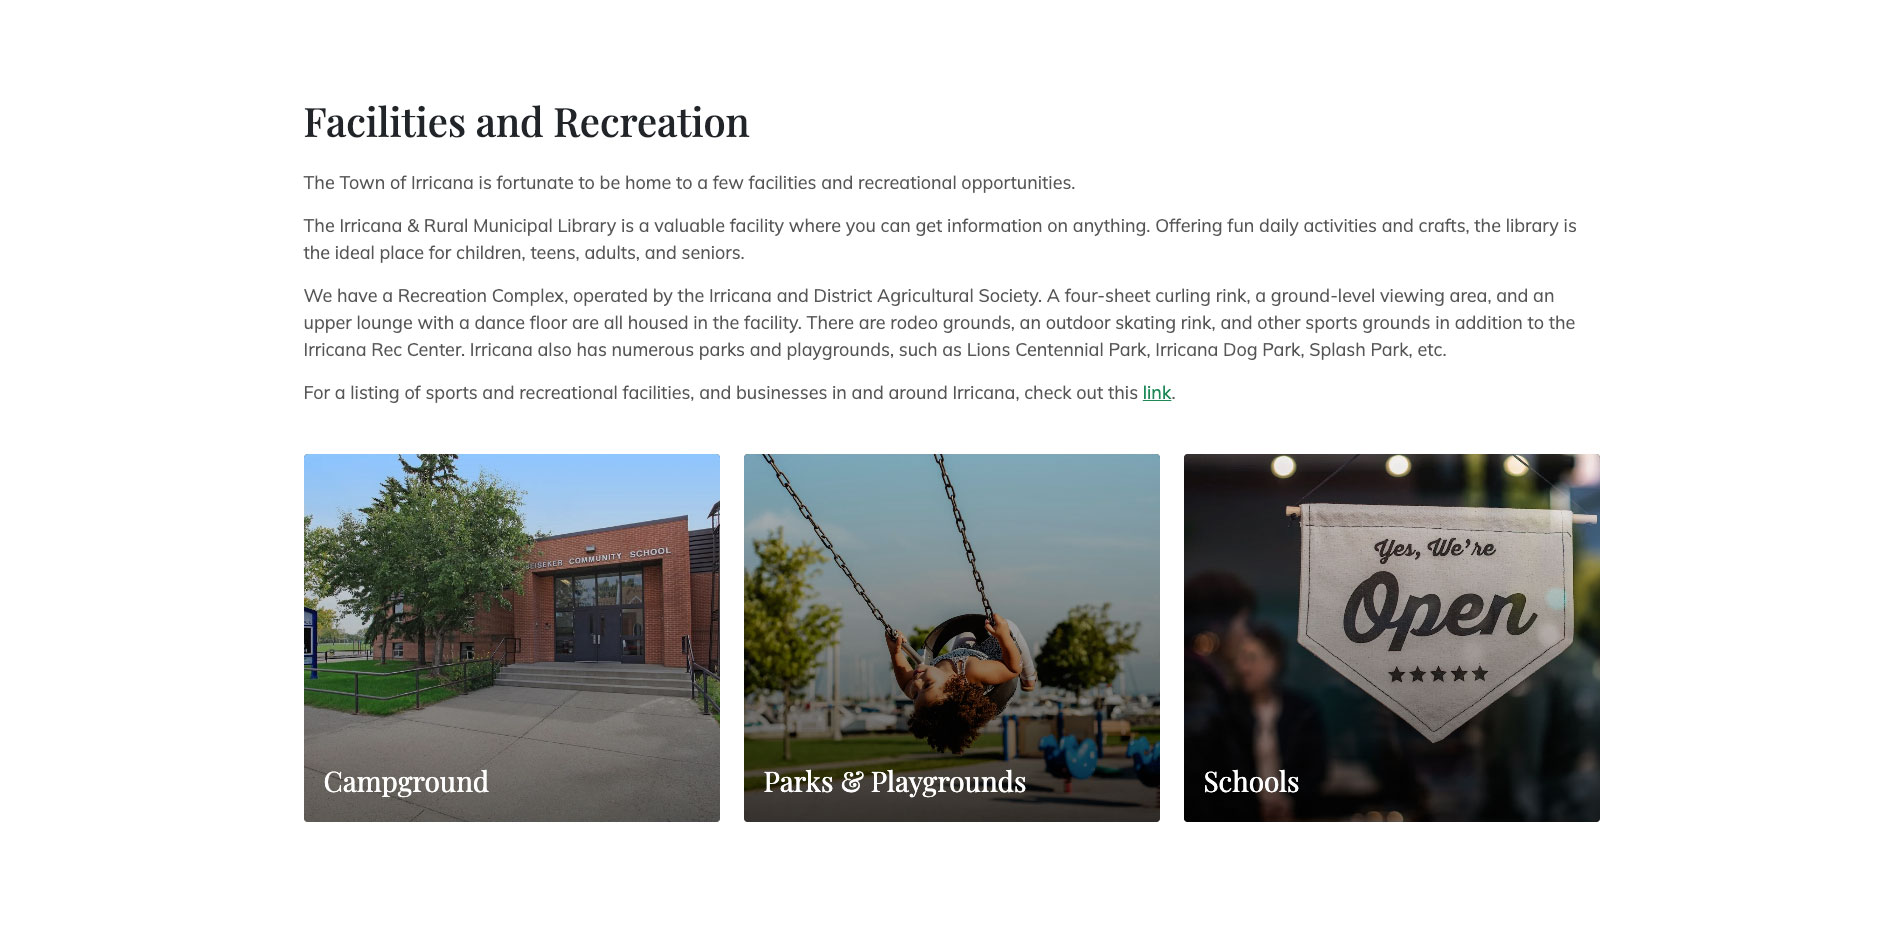 Facilities and Recreation
The Town of Irricana is fortunate to be home to a few facilities and recreational opportunities.
The Irricana & Rural Municipal Library is a valuable facility where you can get information on anything. Offering fun daily activities and crafts, the library is
the ideal place for children, teens, adults, and seniors.
We have a Recreation Complex, operated by the Irricana and District Agricultural Society. A four-sheet curling rink, a ground-level viewing area, and an
upper lounge with a dance floor are all housed in the facility. There are rodeo grounds, an outdoor skating rink, and other sports grounds in addition to the
Irricana Rec Center. Irricana also has numerous parks and playgrounds, such as Lions Centennial Park, Irricana Dog Park, Splash Park, etc.
For a listing of sports and recreational facilities, and businesses in and around Irricana, check out this link.
COMMUNITY SCHOOL
Campground
Parks & Playgrounds
Yes, We're
Open
Schools